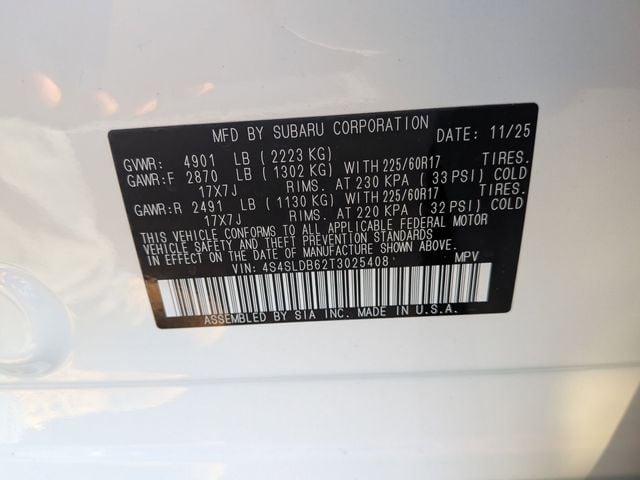 MFD BY SUBARU CORPORATION DATE: 11/25
GVWR: 4901 LB (2223 KG)
GAWR:F 2870 LB (1302 KG) WITH 225/60R17 TIRES.
17X7J RIMS. AT 230 KPA (33 PSI) COLD
GAWR:R 2491 LB (1130 KG) WITH 225/60R17 TIRES.
17X7J RIMS. AT 220 KPA (32 PSI) COLD
THIS VEHICLE CONFORMS TO ALL APPLICABLE FEDERAL MOTOR
VEHICLE SAFETY AND THEFT PREVENTION STANDARDS
IN EFFECT ON THE DATE OF MANUFACTURE SHOWN ABOVE.
VIN: 4S4SLDB62T3025408 MPV
ASSEMBLED BY SIA INC. MADE IN U.S.A.